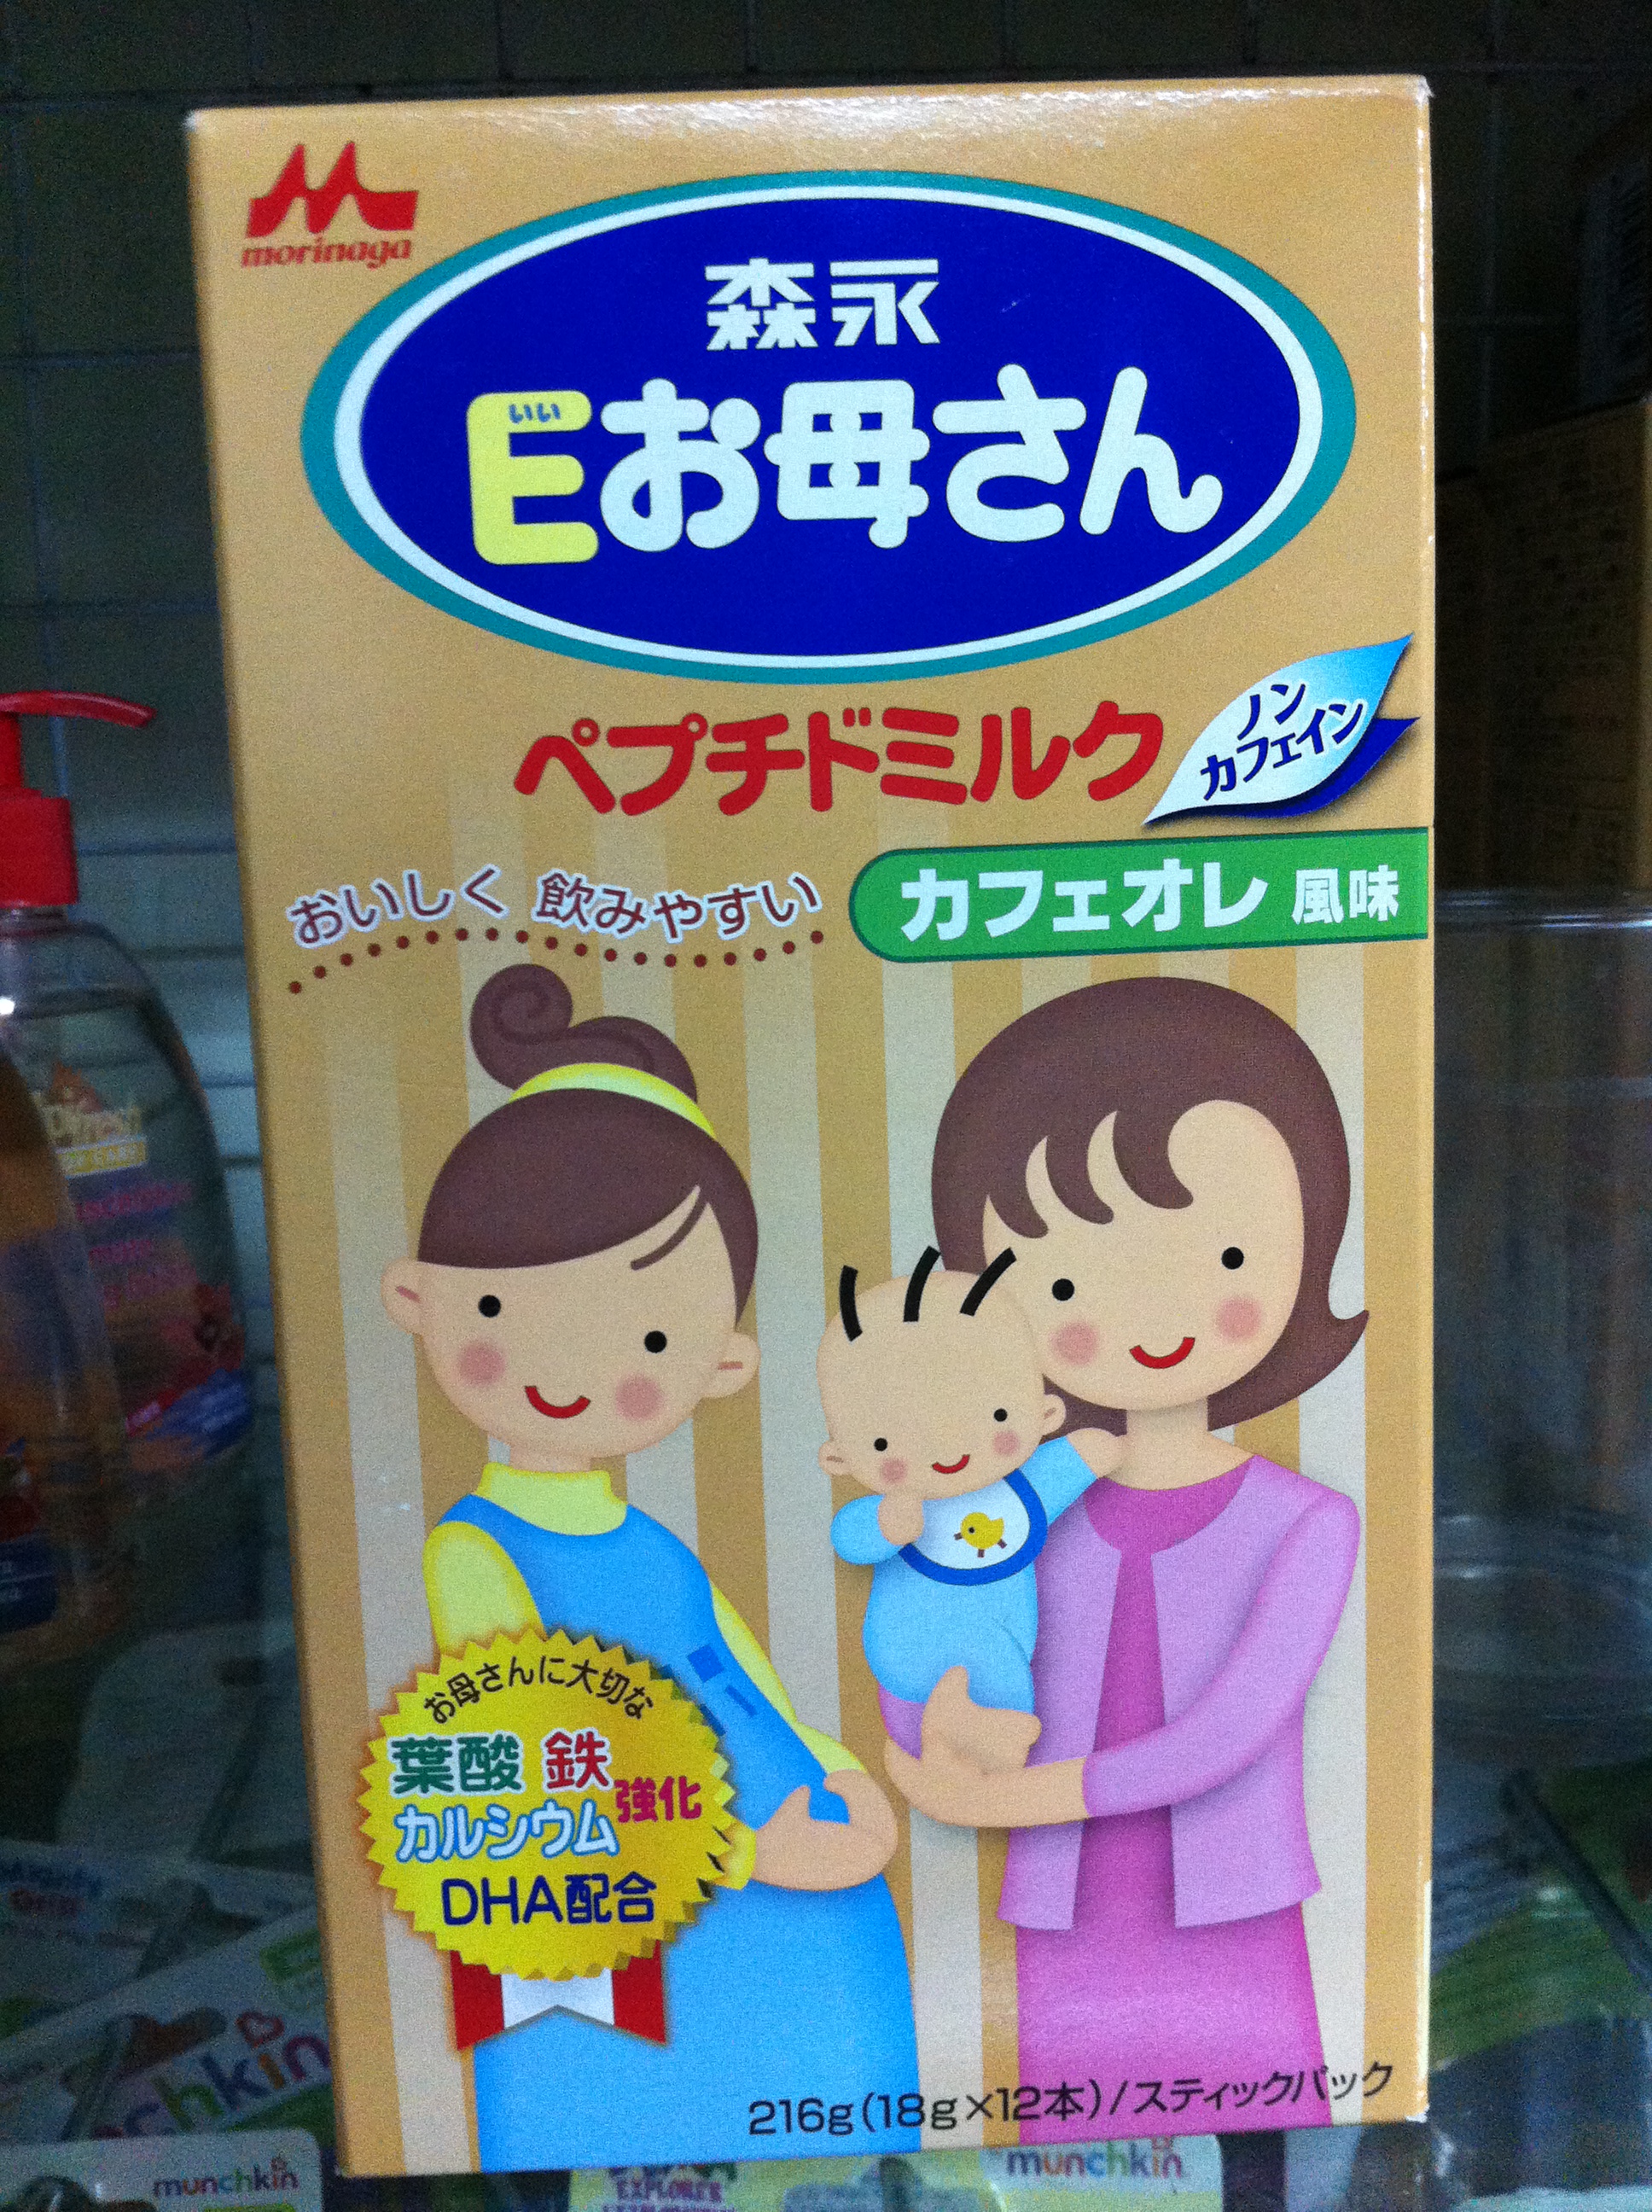 morinaga
森永
いい
Eお母さん
ペプチドミルク
ノン
カフェイン
おいしく 飲みやすい
カフェオレ 風味
お母さんに大切な
葉酸 鉄
カルシウム強化
DHA配合
216g(18g×12本)/スティックパック
munchkin
munchkin
EXPLORER